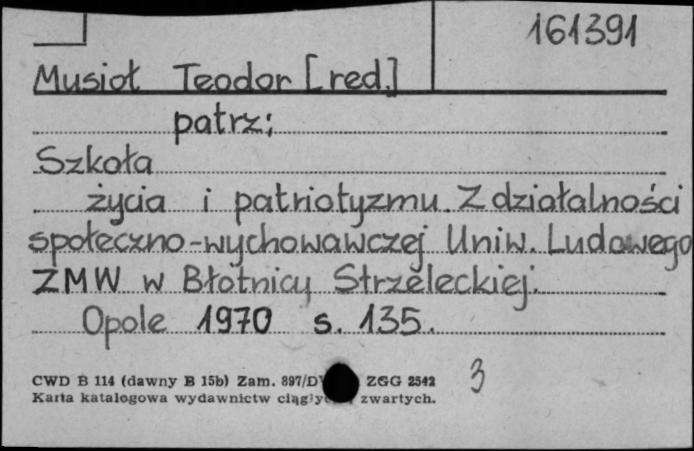 161391
Musioł Teodor [red.]
patrz:
Szkoła
życia i patriotyzmu. Z działalności
społeczno-wychowawczej Uniw. Ludowego
ZMW w Błotnicy Strzeleckiej.
Opole 1970 s. 135.
3
CWD B 114 (dawny B 15b) Zam. 897/D ZGG 2542
Karta katalogowa wydawnictw zwartych.